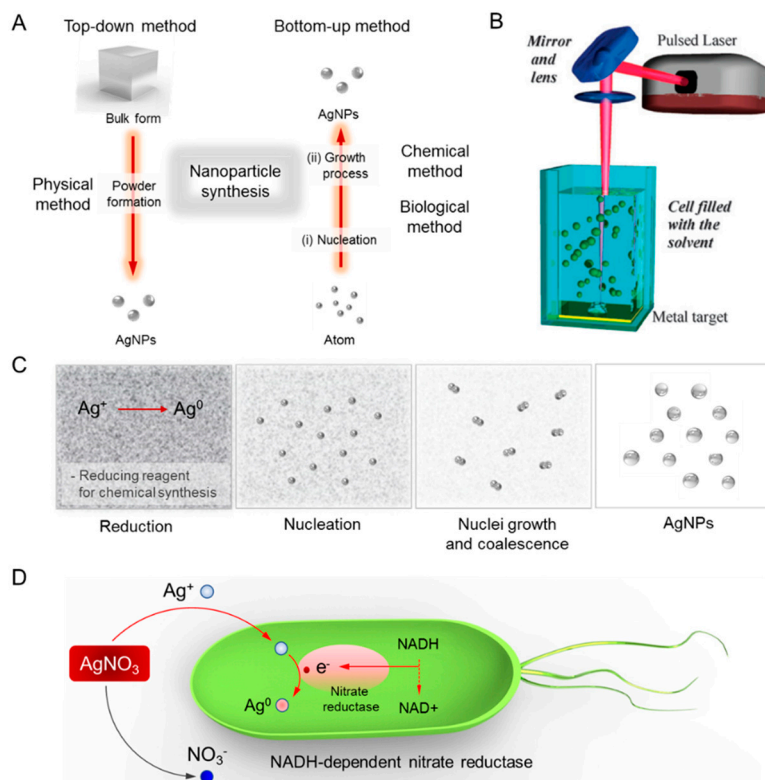 A
Top-down method
Bulk form
Physical method
Powder formation
AgNPs
Nanoparticle synthesis
Bottom-up method
AgNPs
(ii) Growth process
(i) Nucleation
Atom
Chemical method
Biological method
B
Mirror and lens
Pulsed Laser
Cell filled with the solvent
Metal target
C
Ag⁺
Ag⁰
- Reducing reagent
for chemical synthesis
Reduction
Nucleation
Nuclei growth
and coalescence
AgNPs
D
Ag⁺
AgNO₃
NO₃⁻
e⁻
Ag⁰
Nitrate
reductase
NADH
NAD+
NADH-dependent nitrate reductase